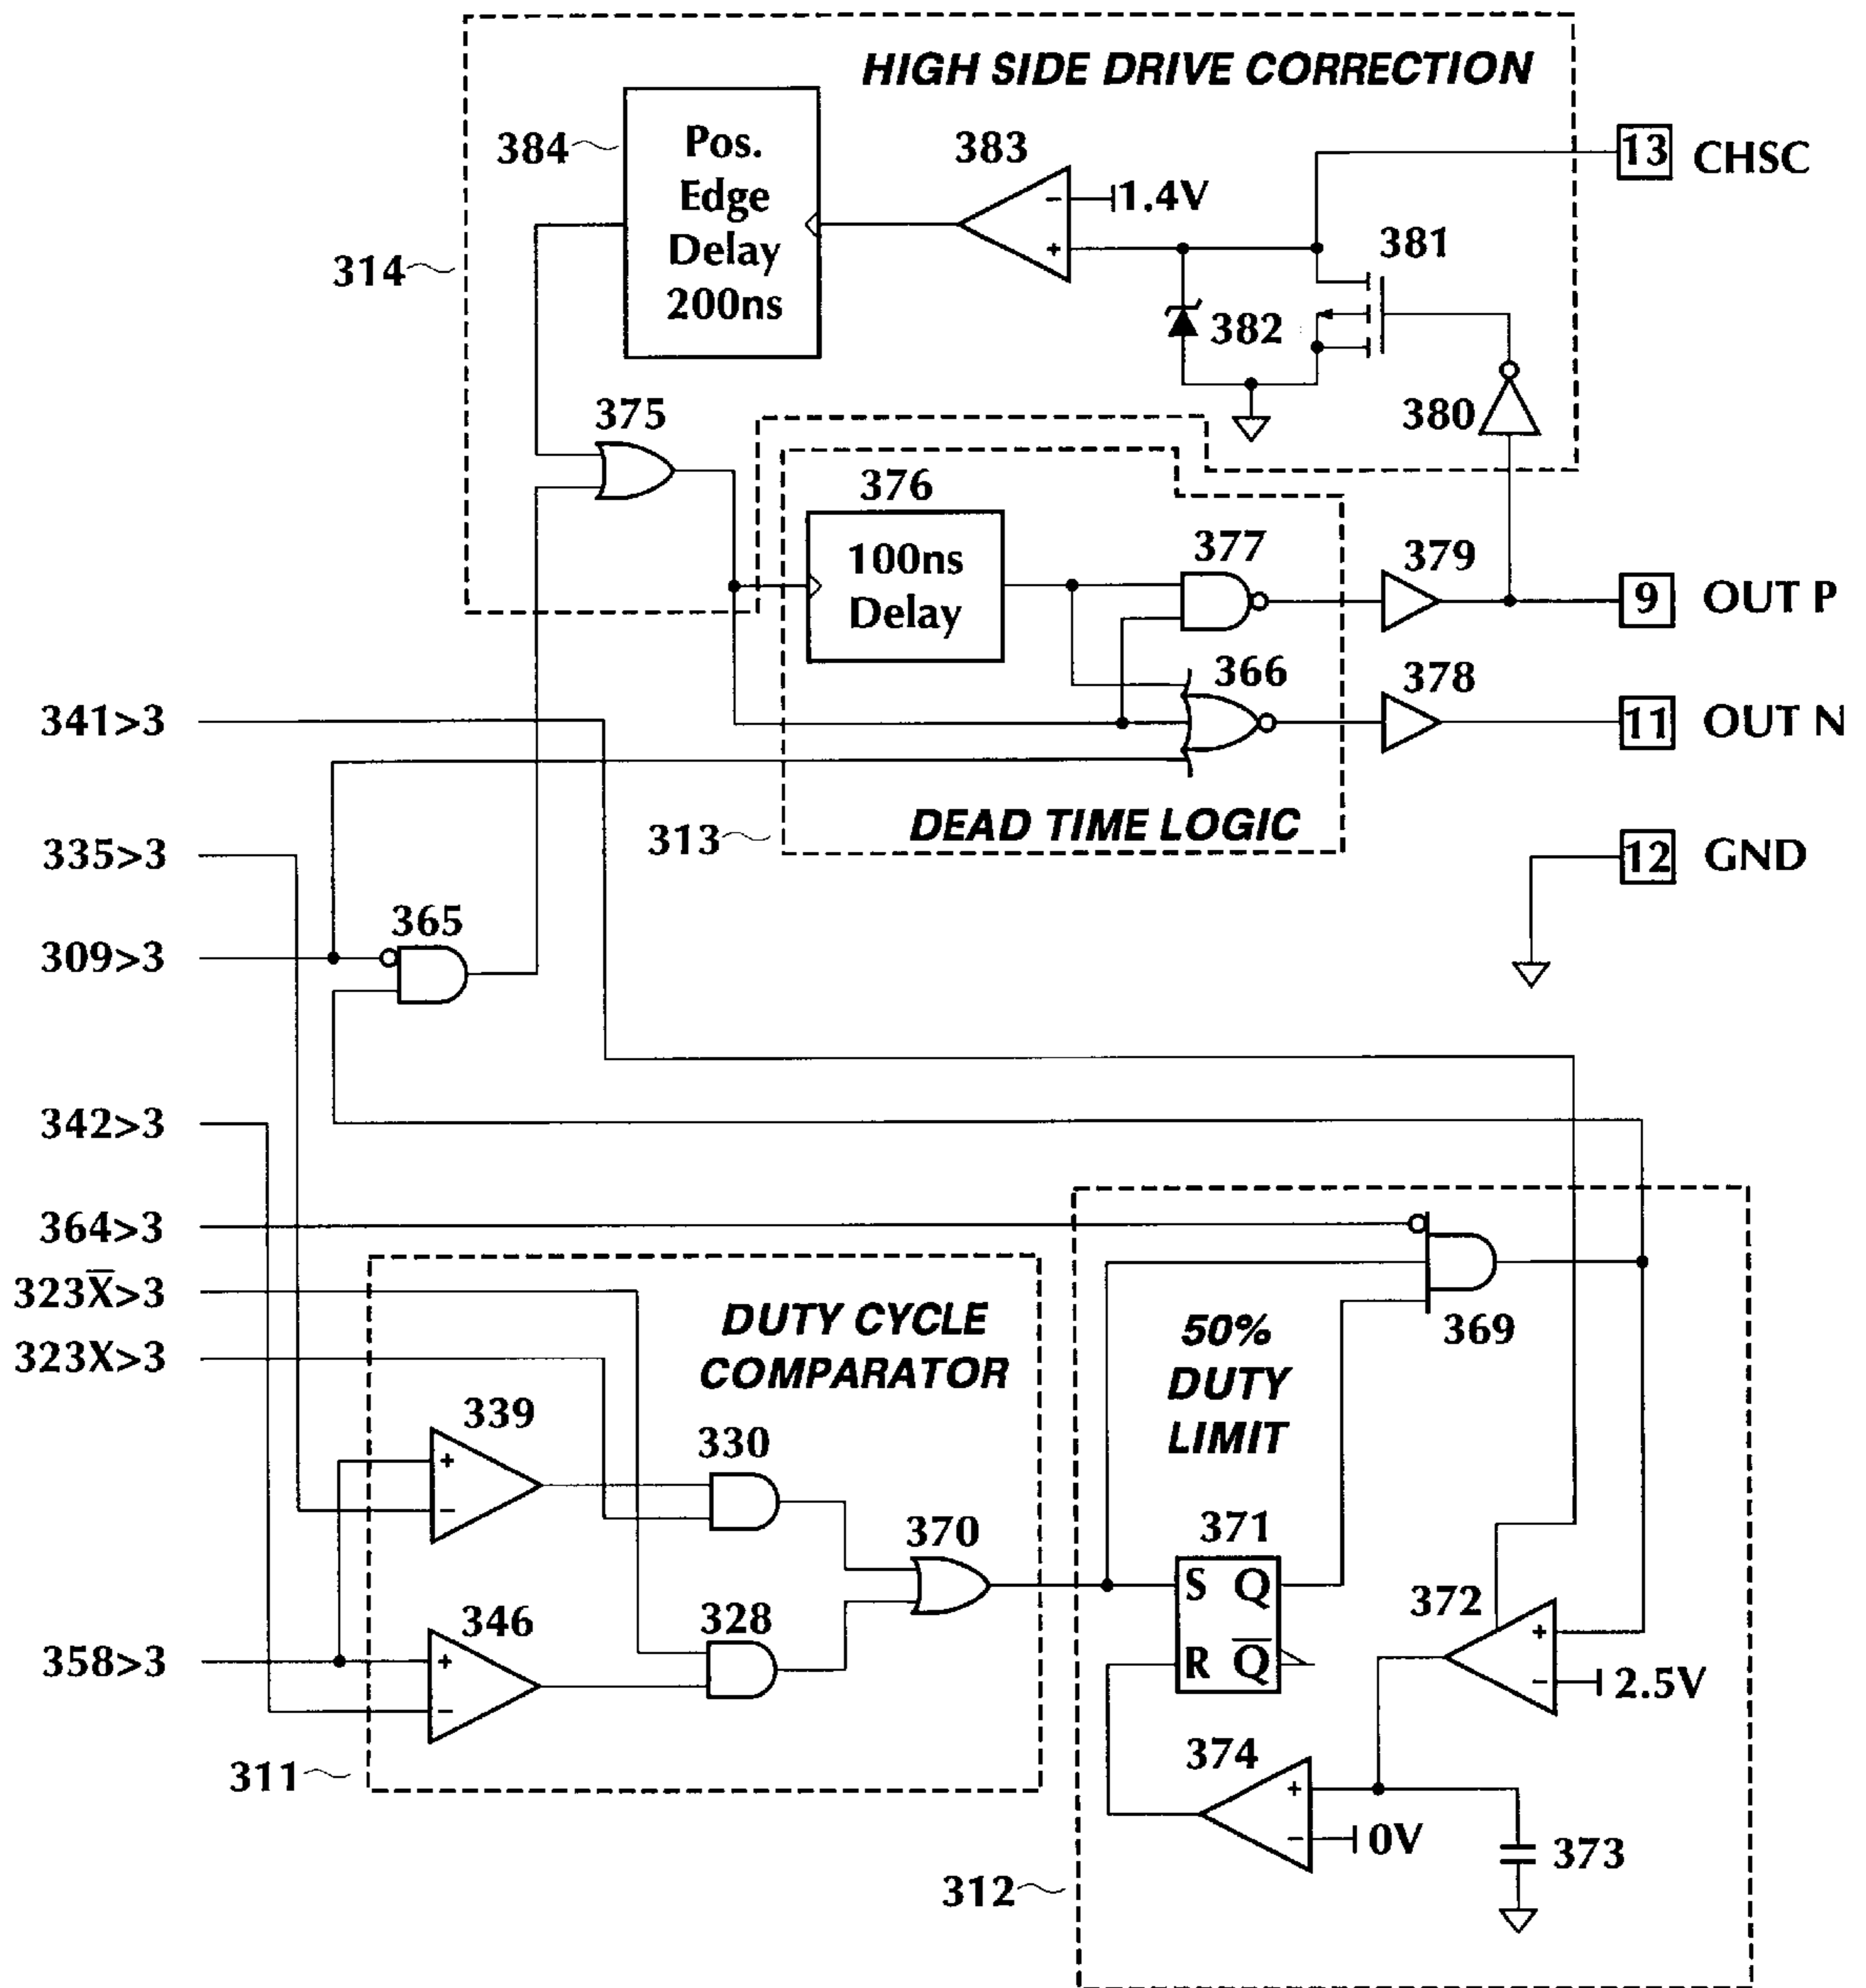 HIGH SIDE DRIVE CORRECTION
384
Pos.
Edge
Delay
200ns
383
- 1.4V
+
13 CHSC
314
381
382
380
375
376
100ns
Delay
377
379
9 OUT P
366
378
11 OUT N
341>3
313
DEAD TIME LOGIC
335>3
12 GND
365
309>3
342>3
364>3
323X̅>3
323X>3
DUTY CYCLE
COMPARATOR
50%
DUTY
LIMIT
369
339
+
-
330
370
371
S Q
R Q̅
372
+
- 2.5V
346
+
-
328
358>3
311
374
+
- 0V
373
312